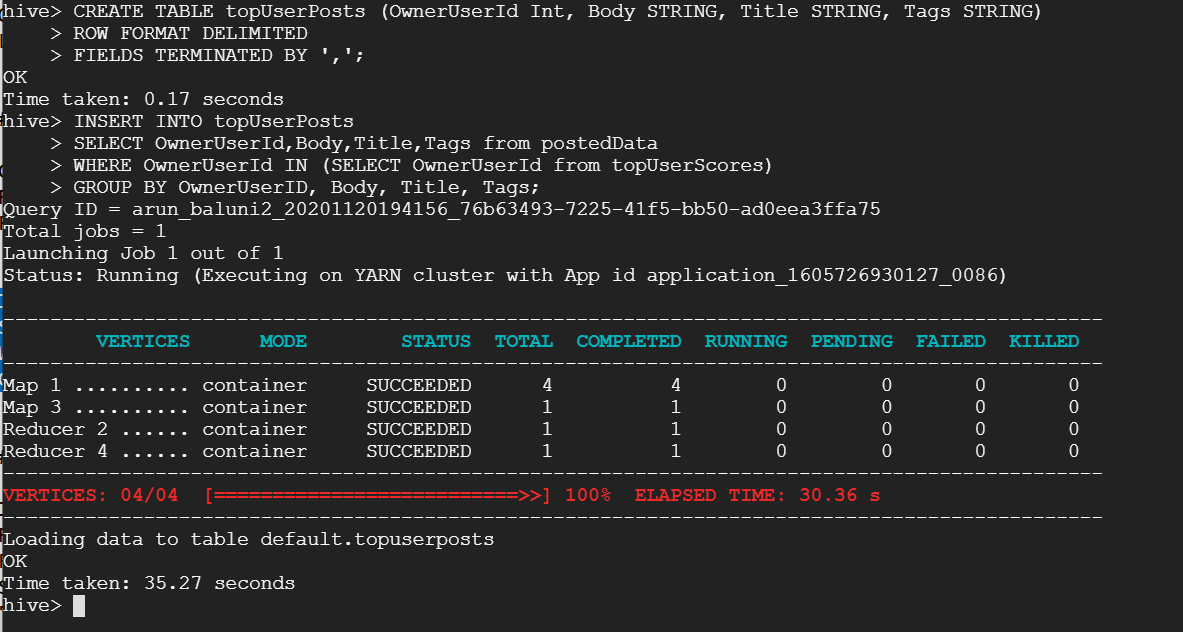 hive> CREATE TABLE topUserPosts (OwnerUserId Int, Body STRING, Title STRING, Tags STRING)
    > ROW FORMAT DELIMITED
    > FIELDS TERMINATED BY ',';
OK
Time taken: 0.17 seconds
hive> INSERT INTO topUserPosts
    > SELECT OwnerUserId,Body,Title,Tags from postedData
    > WHERE OwnerUserId IN (SELECT OwnerUserId from topUserScores)
    > GROUP BY OwnerUserID, Body, Title, Tags;
Query ID = arun_baluni2_20201120194156_76b63493-7225-41f5-bb50-ad0eea3ffa75
Total jobs = 1
Launching Job 1 out of 1
Status: Running (Executing on YARN cluster with App id application_1605726930127_0086)
----------------------------------------------------------------------------------------------
        VERTICES      MODE        STATUS  TOTAL  COMPLETED  RUNNING  PENDING  FAILED  KILLED
----------------------------------------------------------------------------------------------
Map 1 .......... container     SUCCEEDED      4          4        0        0       0       0
Map 3 .......... container     SUCCEEDED      1          1        0        0       0       0
Reducer 2 ...... container     SUCCEEDED      1          1        0        0       0       0
Reducer 4 ...... container     SUCCEEDED      1          1        0        0       0       0
----------------------------------------------------------------------------------------------
VERTICES: 04/04  [==========================>>] 100%  ELAPSED TIME: 30.36 s
----------------------------------------------------------------------------------------------
Loading data to table default.topuserposts
OK
Time taken: 35.27 seconds
hive>